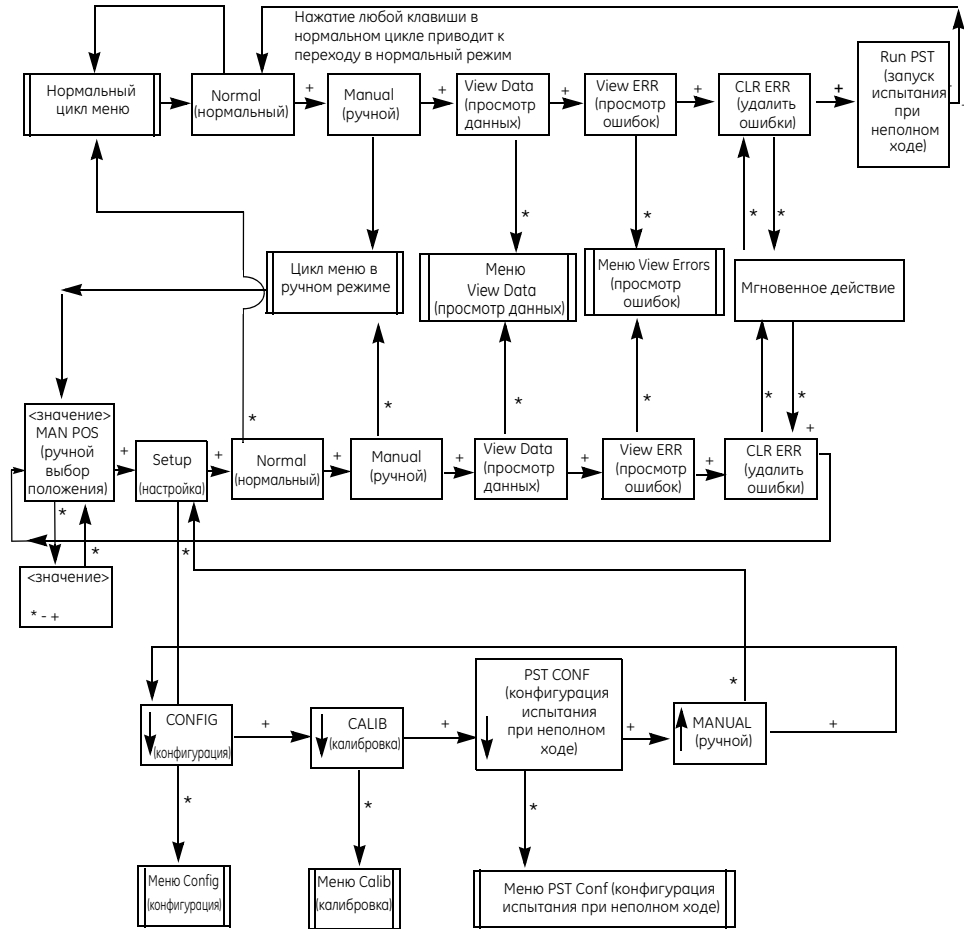 Нажатие любой клавиши в
нормальном цикле приводит к
переходу в нормальный режим
Нормальный
цикл меню
Normal
(нормальный)
+
Manual
(ручной)
+
View Data
(просмотр
данных)
+
View ERR
(просмотр
ошибок)
+
CLR ERR
(удалить
ошибки)
+
Run PST
(запуск
испытания
при
неполном
ходе)
*
*
*
*
Цикл меню в
ручном режиме
Меню
View Data
(просмотр данных)
Меню View Errors
(просмотр
ошибок)
Мгновенное действие
*
*
*
*
*
*
+
<значение>
MAN POS
(ручной
выбор
положения)
+
Setup
(настройка)
+
Normal
(нормальный)
+
Manual
(ручной)
+
View Data
(просмотр
данных)
+
View ERR
(просмотр
ошибок)
+
CLR ERR
(удалить
ошибки)
*
*
*
<значение>
* - +
CONFIG
(конфигурация)
+
CALIB
(калибровка)
+
PST CONF
(конфигурация
испытания
при неполном
ходе)
+
*
MANUAL
(ручной)
+
*
*
*
Меню Config
(конфигурация)
Меню Calib
(калибровка)
Меню PST Conf (конфигурация
испытания при неполном ходе)